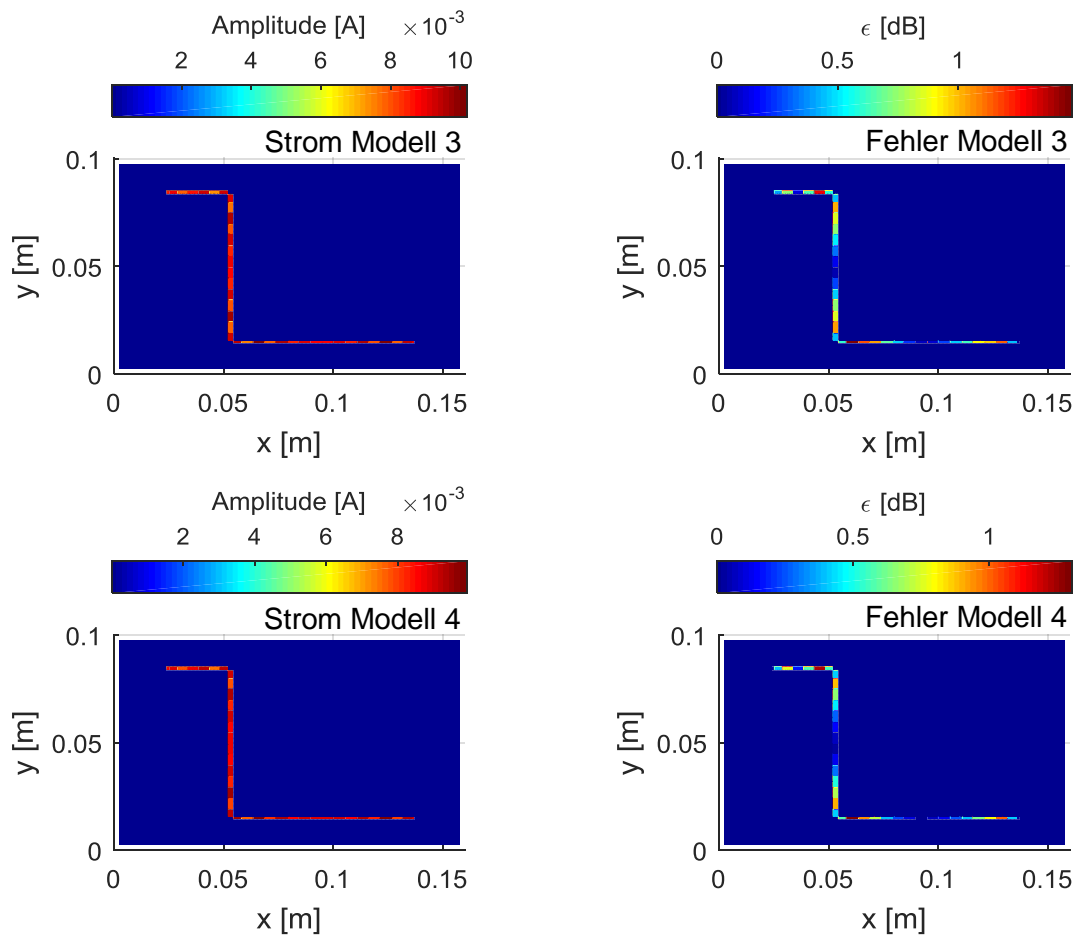 Amplitude [A] ×10-3
ϵ [dB]
2 4 6 8 10
0 0.5 1
Strom Modell 3
Fehler Modell 3
0.1
0.05
0
y [m]
0 0.05 0.1 0.15
x [m]
0.1
0.05
0
y [m]
0 0.05 0.1 0.15
x [m]
Amplitude [A] ×10-3
ϵ [dB]
2 4 6 8
0 0.5 1
Strom Modell 4
Fehler Modell 4
0.1
0.05
0
y [m]
0 0.05 0.1 0.15
x [m]
0.1
0.05
0
y [m]
0 0.05 0.1 0.15
x [m]